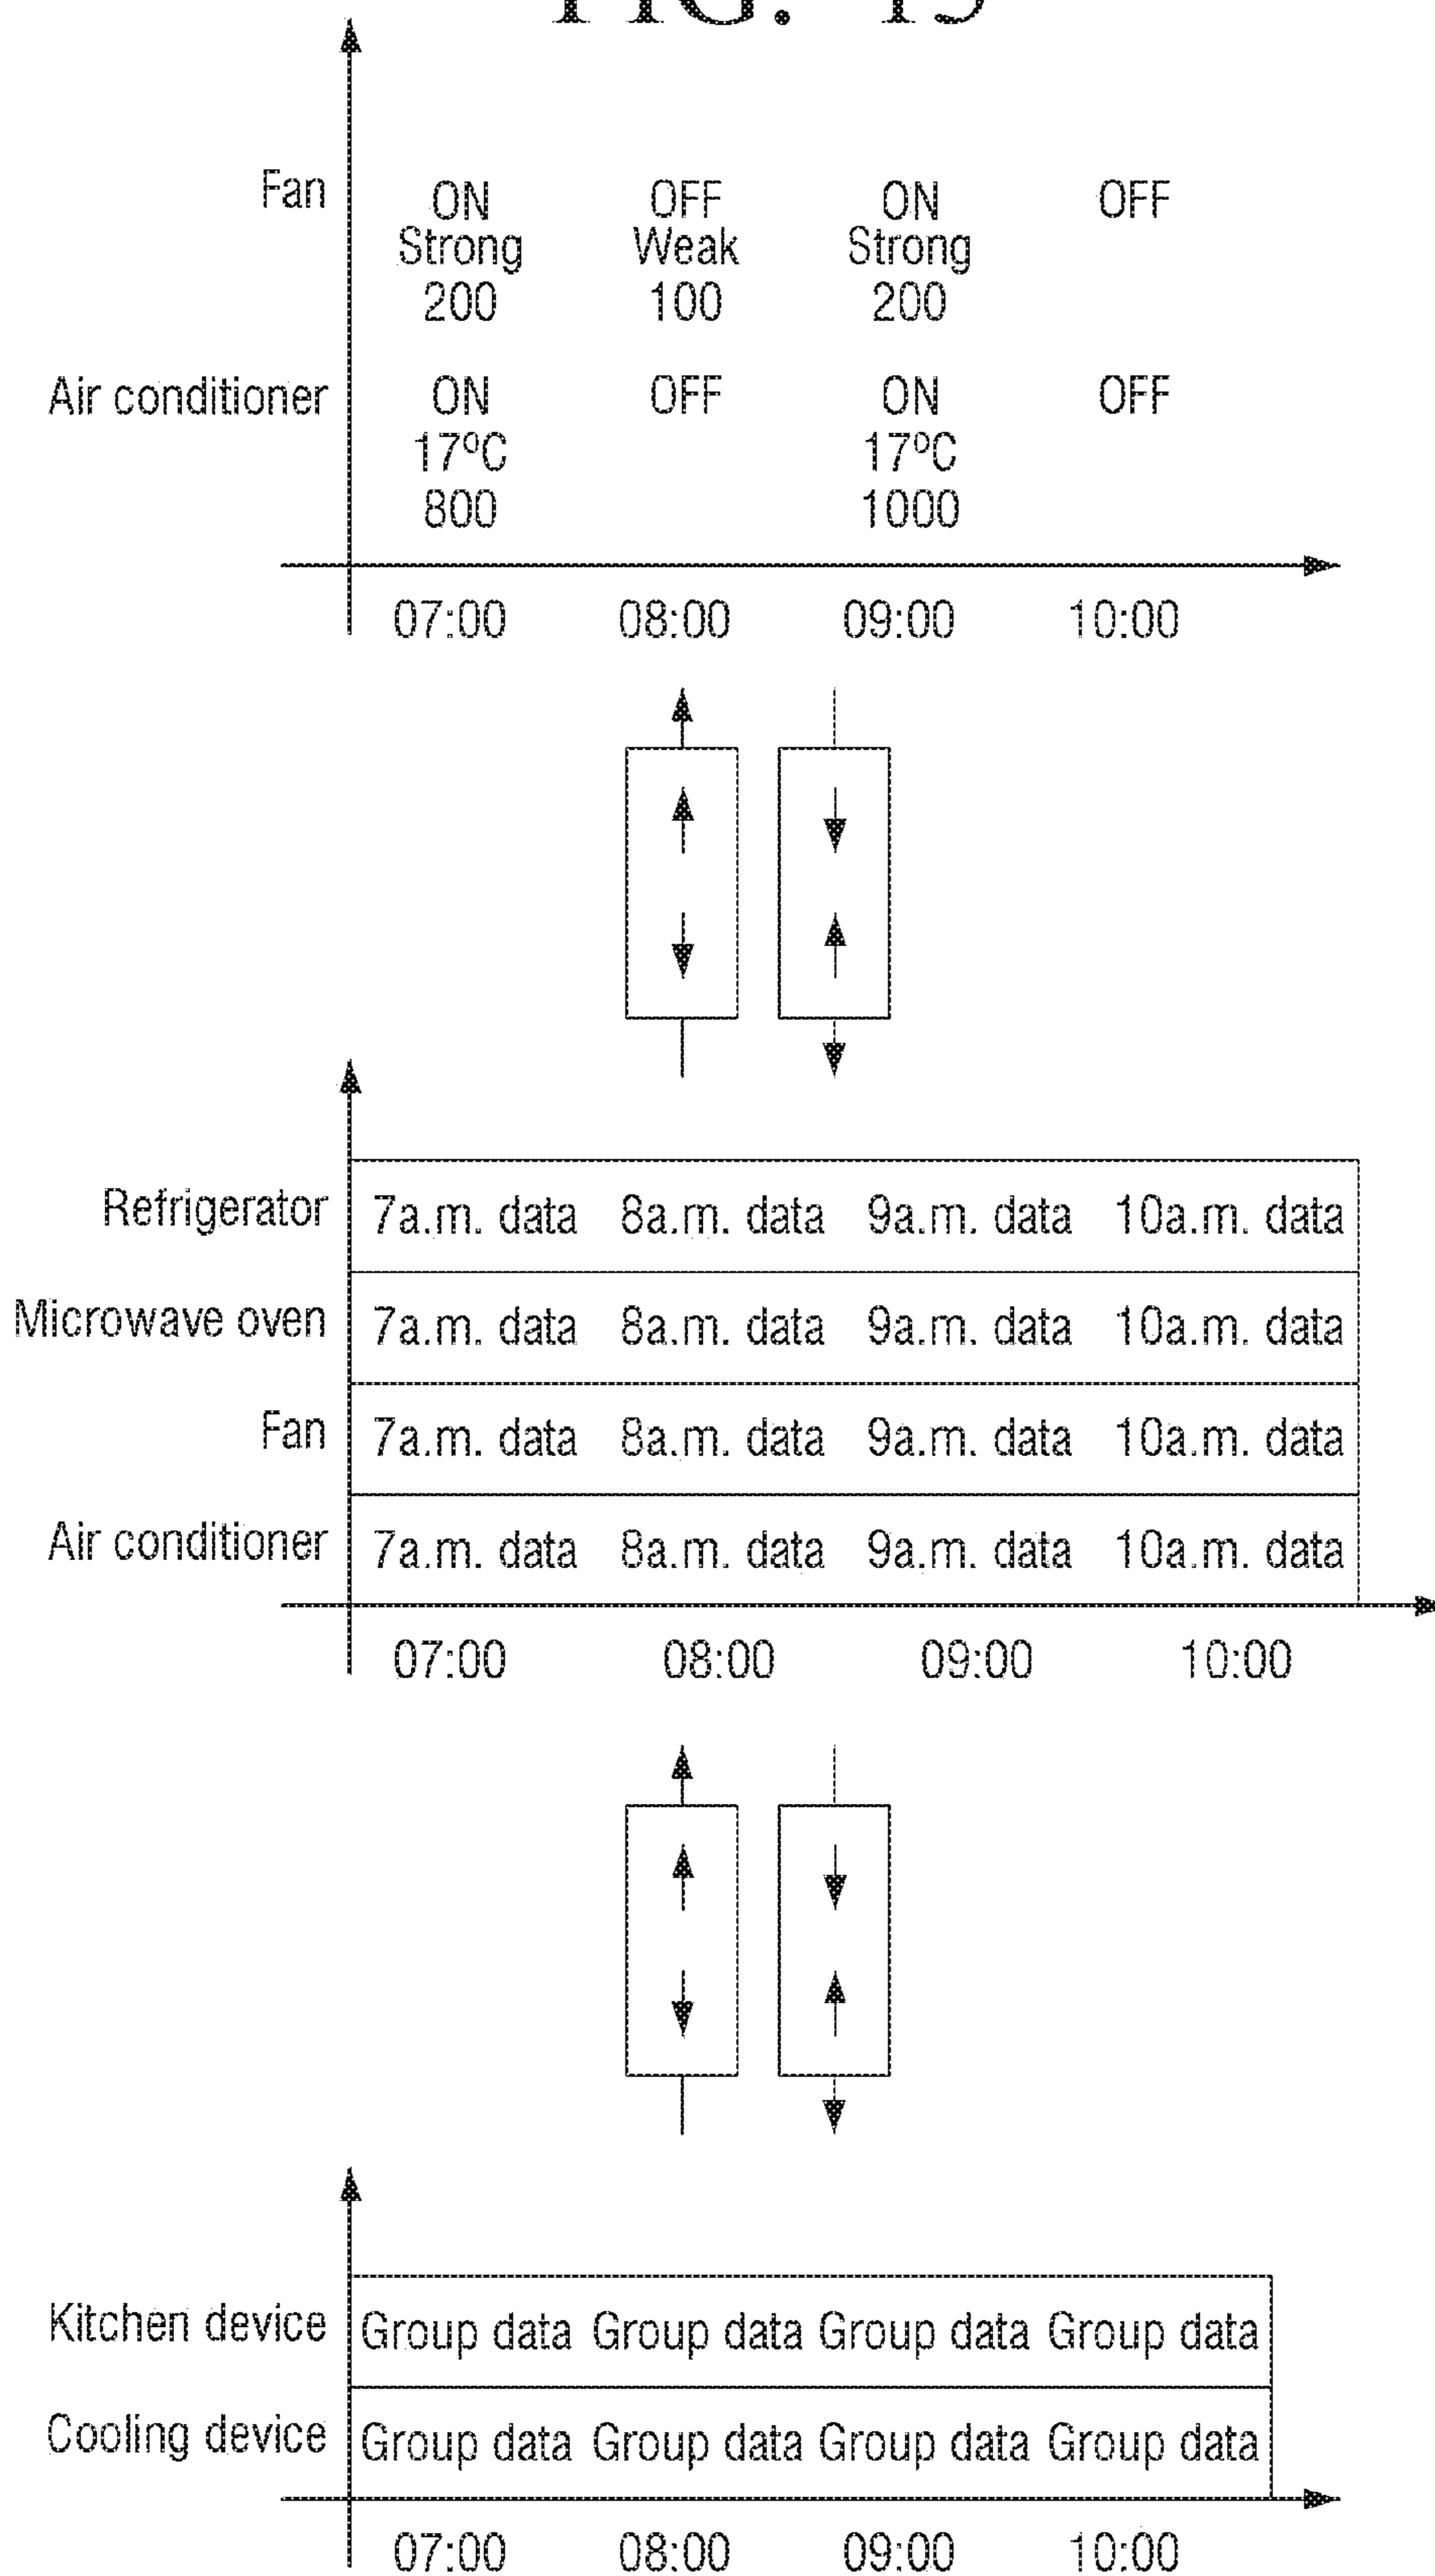 FIG. 15
Fan ON OFF ON OFF
Strong Weak Strong
200 100 200
Air conditioner ON OFF ON OFF
17ºC 17ºC
800 1000
07:00 08:00 09:00 10:00
Refrigerator 7a.m. data 8a.m. data 9a.m. data 10a.m. data
Microwave oven 7a.m. data 8a.m. data 9a.m. data 10a.m. data
Fan 7a.m. data 8a.m. data 9a.m. data 10a.m. data
Air conditioner 7a.m. data 8a.m. data 9a.m. data 10a.m. data
07:00 08:00 09:00 10:00
Kitchen device Group data Group data Group data Group data
Cooling device Group data Group data Group data Group data
07:00 08:00 09:00 10:00